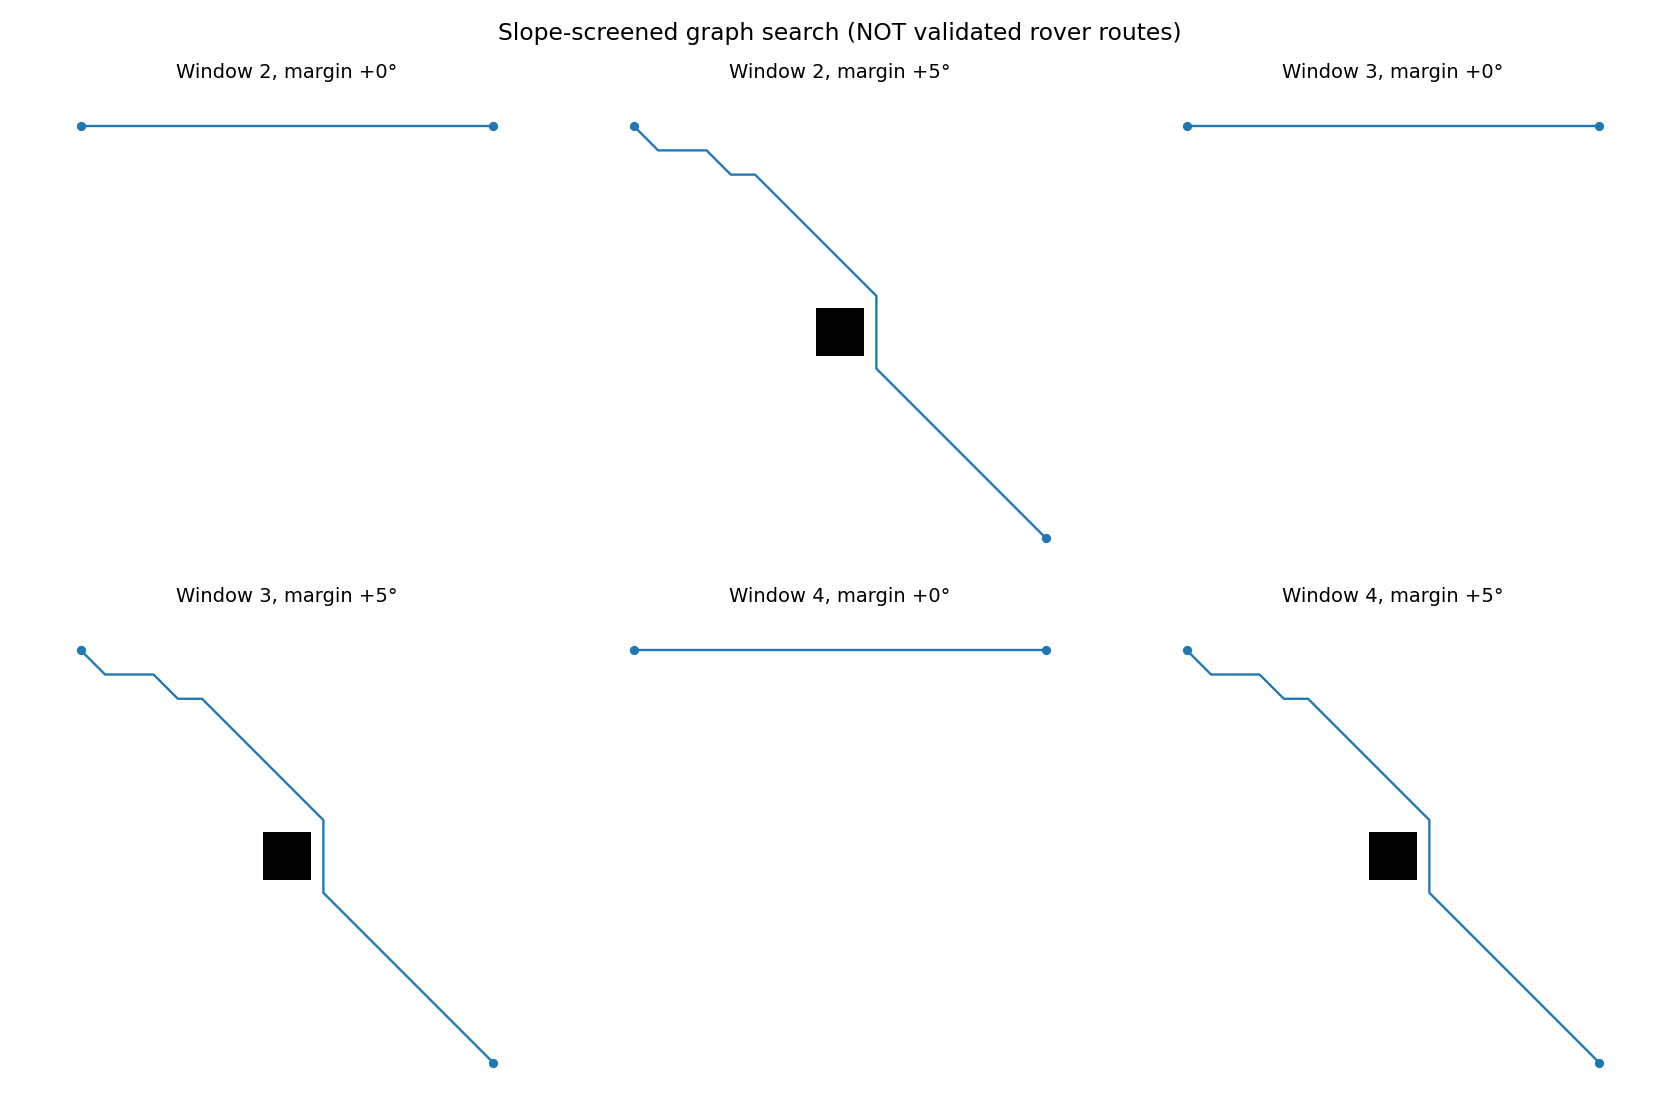 Slope-screened graph search (NOT validated rover routes)
Window 2, margin +0°
Window 2, margin +5°
Window 3, margin +0°
Window 3, margin +5°
Window 4, margin +0°
Window 4, margin +5°